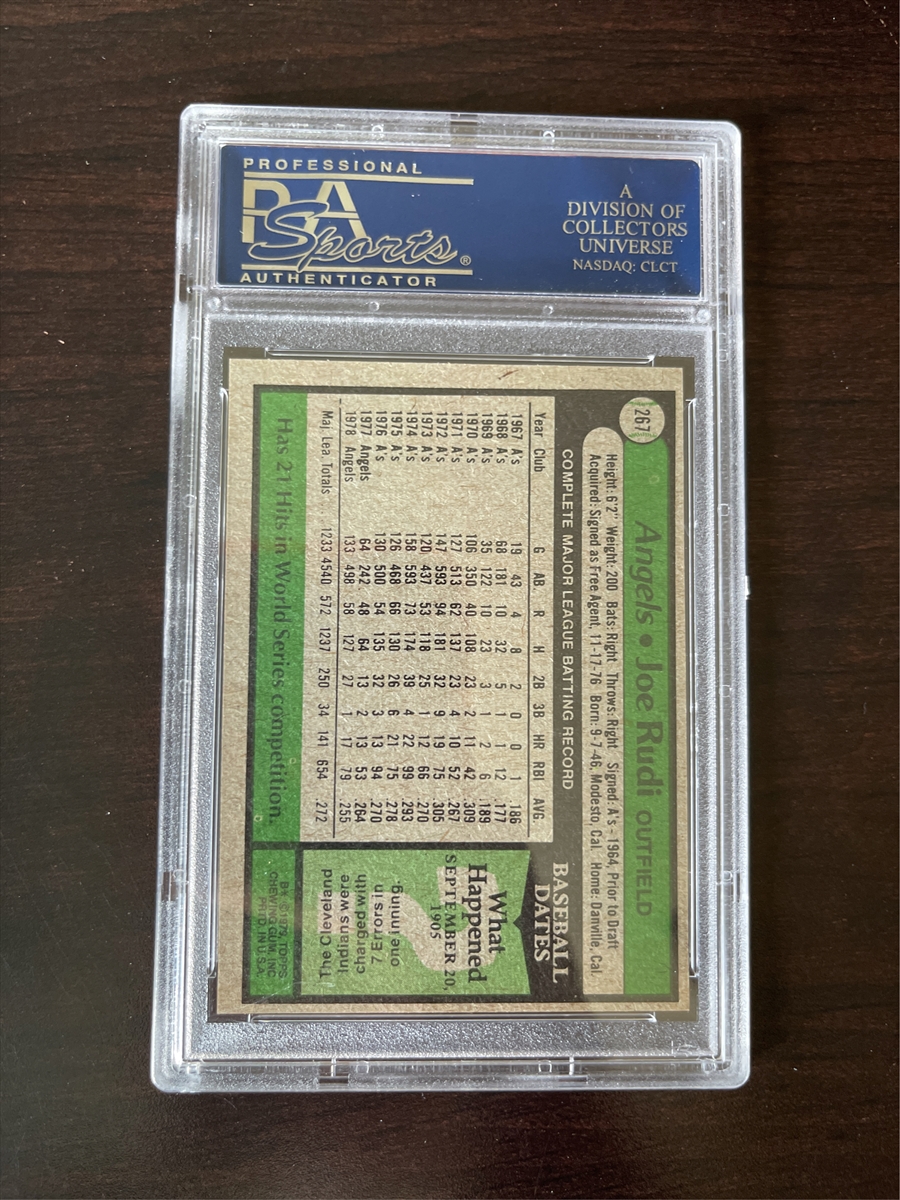 PROFESSIONAL
PSA
Sports®
AUTHENTICATOR
A
DIVISION OF
COLLECTORS
UNIVERSE
NASDAQ: CLCT
267
Angels • Joe Rudi OUTFIELD
Height: 6'2" Weight: 200 Bats: Right Throws: Right Signed: A's - 1964, Prior to Draft
Acquired: Signed as Free Agent, 11-17-76 Born: 9-7-46, Modesto, Cal. Home: Danville, Cal.
COMPLETE MAJOR LEAGUE BATTING RECORD
Year Club G AB. R H 2B 3B HR RBI AVG.
1967 A's 19 43 4 8 2 0 0 1 .186
1968 A's 68 181 10 32 5 1 1 12 .177
1969 A's 35 122 10 23 3 1 2 6 .189
1970 A's 106 350 40 108 23 2 11 42 .309
1971 A's 127 513 62 137 23 4 10 52 .267
1972 A's 147 593 94 181 32 9 19 75 .305
1973 A's 120 437 53 118 25 1 12 66 .270
1974 A's 158 593 73 174 39 4 22 99 .293
1975 A's 126 468 66 130 26 6 21 75 .278
1976 A's 130 500 54 135 32 3 13 94 .270
1977 Angels 64 242 48 64 13 2 13 53 .264
1978 Angels 133 498 58 127 27 1 17 79 .255
Maj. Lea. Totals 1233 4540 572 1237 250 34 141 654 .272
Has 21 Hits in World Series competition.
BASEBALL
DATES
What
Happened
SEPTEMBER 20,
1905
The Cleveland
Indians were
charged with
7 Errors in
one inning.
© 1979 TOPPS
CHEWING GUM, INC.
PRTD. IN U.S.A.